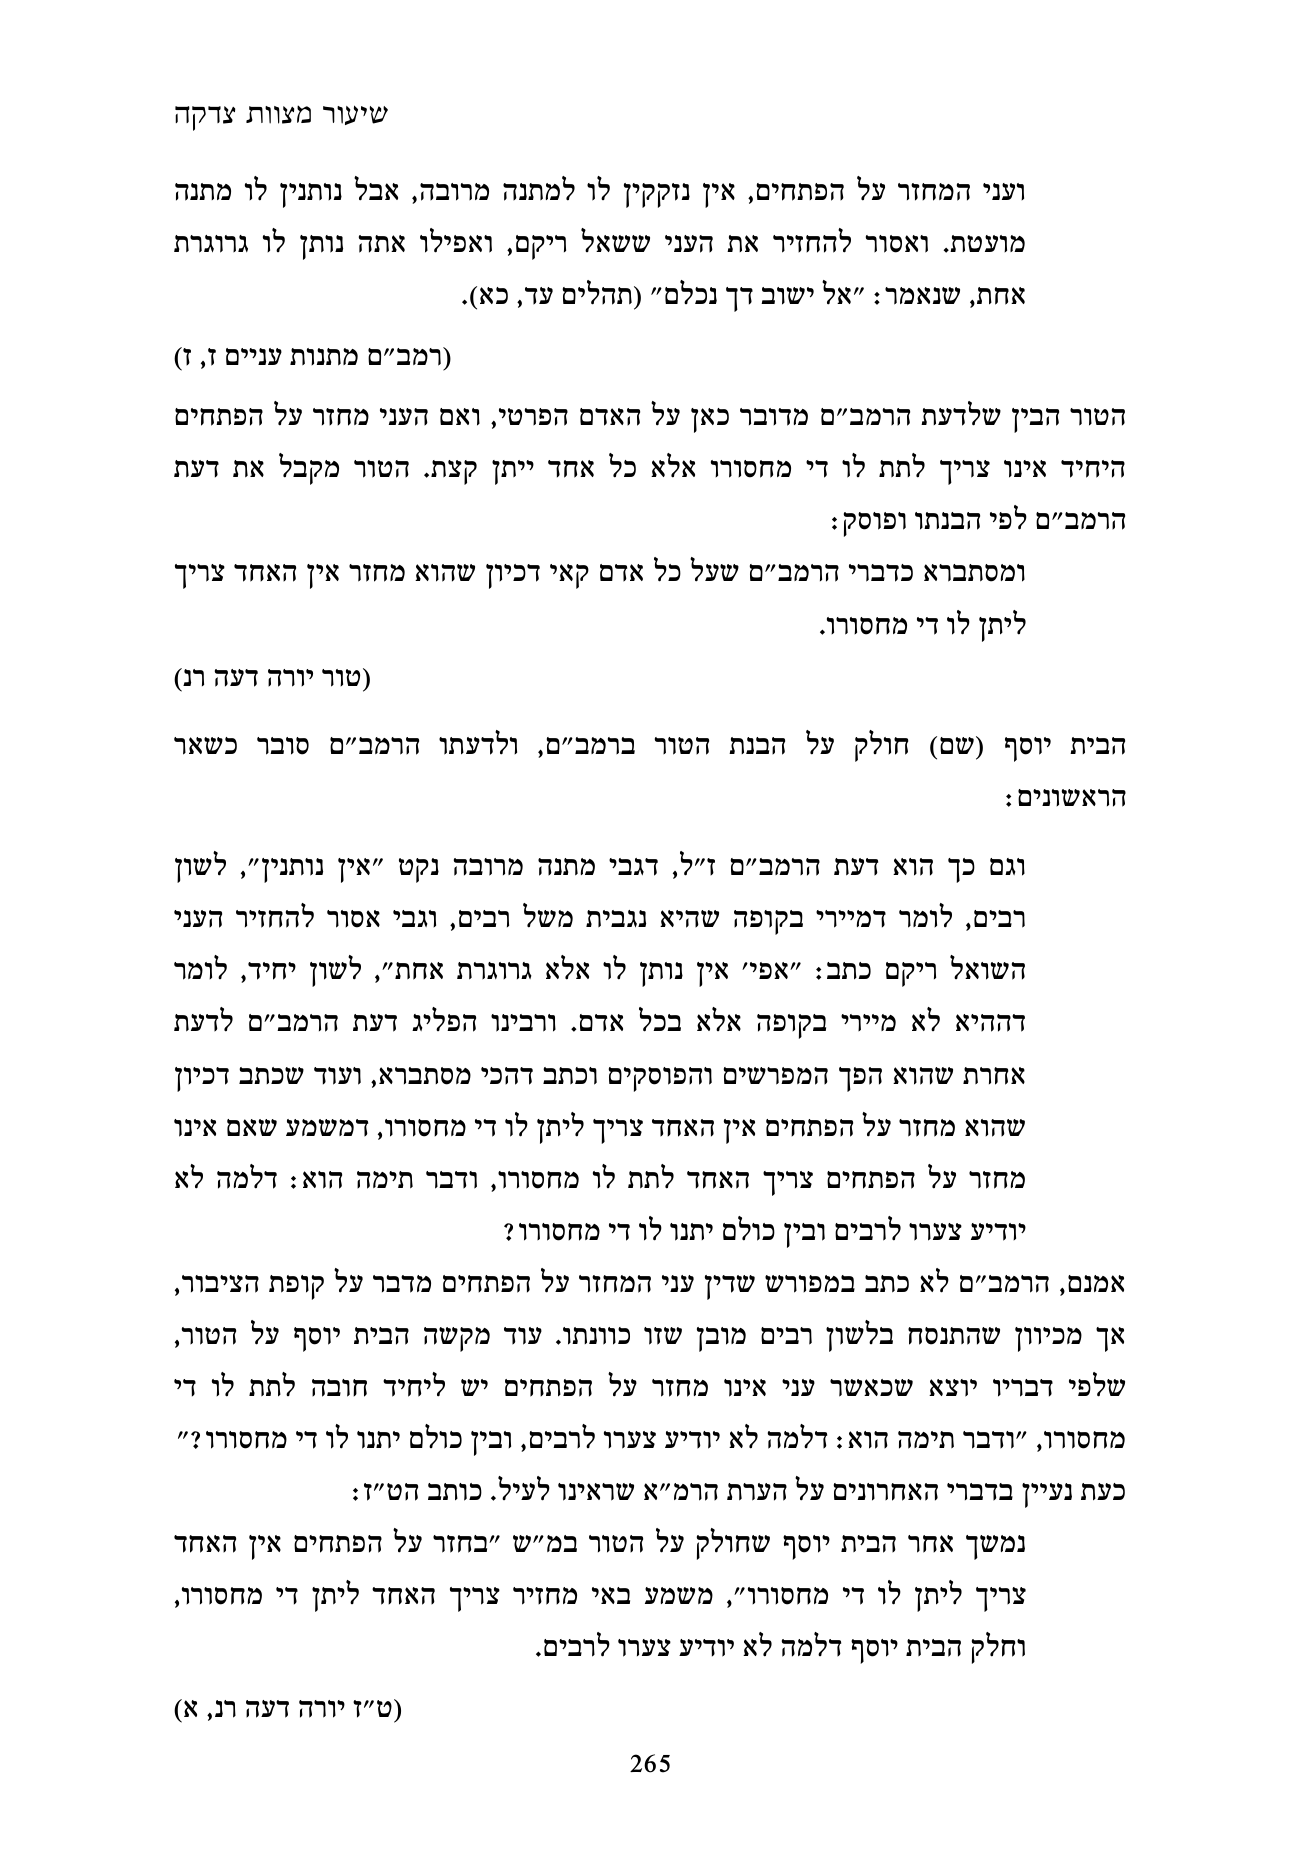 שיעור מצוות צדקה
ועני המחזר על הפתחים, אין נזקקין לו למתנה מרובה, אבל נותנין לו מתנה
מועטת. ואסור להחזיר את העני ששאל ריקם, ואפילו אתה נותן לו גרוגרת
אחת, שנאמר: ״אל ישוב דך נכלם״ (תהלים עד, כא).
(רמב״ם מתנות עניים ז, ז)
הטור הבין שלדעת הרמב״ם מדובר כאן על האדם הפרטי, ואם העני מחזר על הפתחים
היחיד אינו צריך לתת לו די מחסורו אלא כל אחד ייתן קצת. הטור מקבל את דעת
הרמב״ם לפי הבנתו ופוסק:
ומסתברא כדברי הרמב״ם שעל כל אדם קאי דכיון שהוא מחזר אין האחד צריך
ליתן לו די מחסורו.
(טור יורה דעה רנ)
הבית יוסף (שם) חולק על הבנת הטור ברמב״ם, ולדעתו הרמב״ם סובר כשאר
הראשונים:
וגם כך הוא דעת הרמב״ם ז״ל, דגבי מתנה מרובה נקט ״אין נותנין״, לשון
רבים, לומר דמיירי בקופה שהיא נגבית משל רבים, וגבי אסור להחזיר העני
השואל ריקם כתב: ״אפי׳ אין נותן לו אלא גרוגרת אחת״, לשון יחיד, לומר
דההיא לא מיירי בקופה אלא בכל אדם. ורבינו הפליג דעת הרמב״ם לדעת
אחרת שהוא הפך המפרשים והפוסקים וכתב דהכי מסתברא, ועוד שכתב דכיון
שהוא מחזר על הפתחים אין האחד צריך ליתן לו די מחסורו, דמשמע שאם אינו
מחזר על הפתחים צריך האחד לתת לו מחסורו, ודבר תימה הוא: דלמה לא
יודיע צערו לרבים ובין כולם יתנו לו די מחסורו?
אמנם, הרמב״ם לא כתב במפורש שדין עני המחזר על הפתחים מדבר על קופת הציבור,
אך מכיוון שהתנסח בלשון רבים מובן שזו כוונתו. עוד מקשה הבית יוסף על הטור,
שלפי דבריו יוצא שכאשר עני אינו מחזר על הפתחים יש ליחיד חובה לתת לו די
מחסורו, ״ודבר תימה הוא: דלמה לא יודיע צערו לרבים, ובין כולם יתנו לו די מחסורו?״
כעת נעיין בדברי האחרונים על הערת הרמ״א שראינו לעיל. כותב הט״ז:
נמשך אחר הבית יוסף שחולק על הטור במ״ש ״בחזר על הפתחים אין האחד
צריך ליתן לו די מחסורו״, משמע באי מחזיר צריך האחד ליתן די מחסורו,
וחלק הבית יוסף דלמה לא יודיע צערו לרבים.
(ט״ז יורה דעה רנ, א)
265